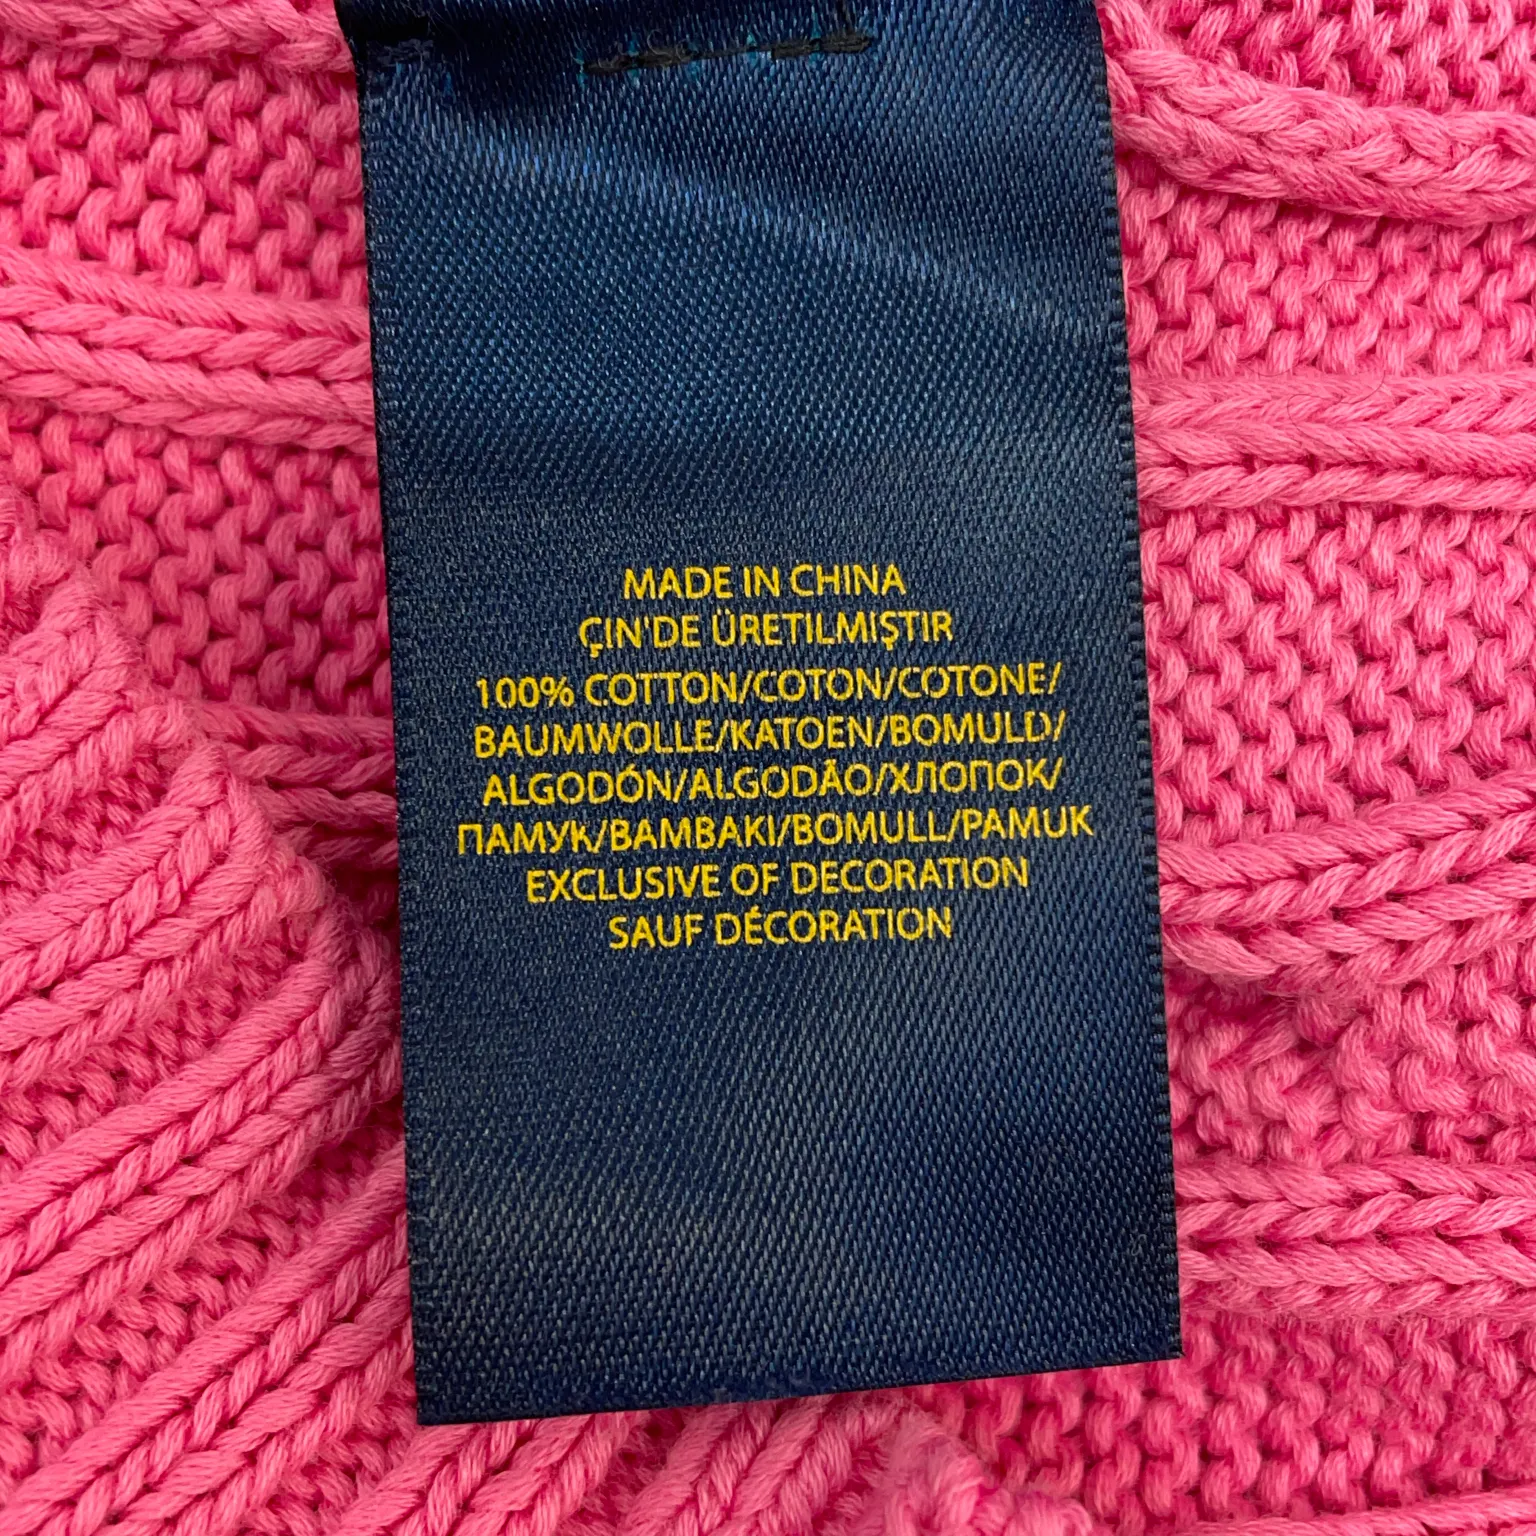 MADE IN CHINA
ÇIN'DE ÜRETILMIŞTIR
100% COTTON/COTON/COTONE/
BAUMWOLLE/KATOEN/BOMULD/
ALGODÓN/ALGODÃO/ХЛОПОК/
ПАМУК/BAMBAKI/BOMULL/PAMUK
EXCLUSIVE OF DECORATION
SAUF DÉCORATION